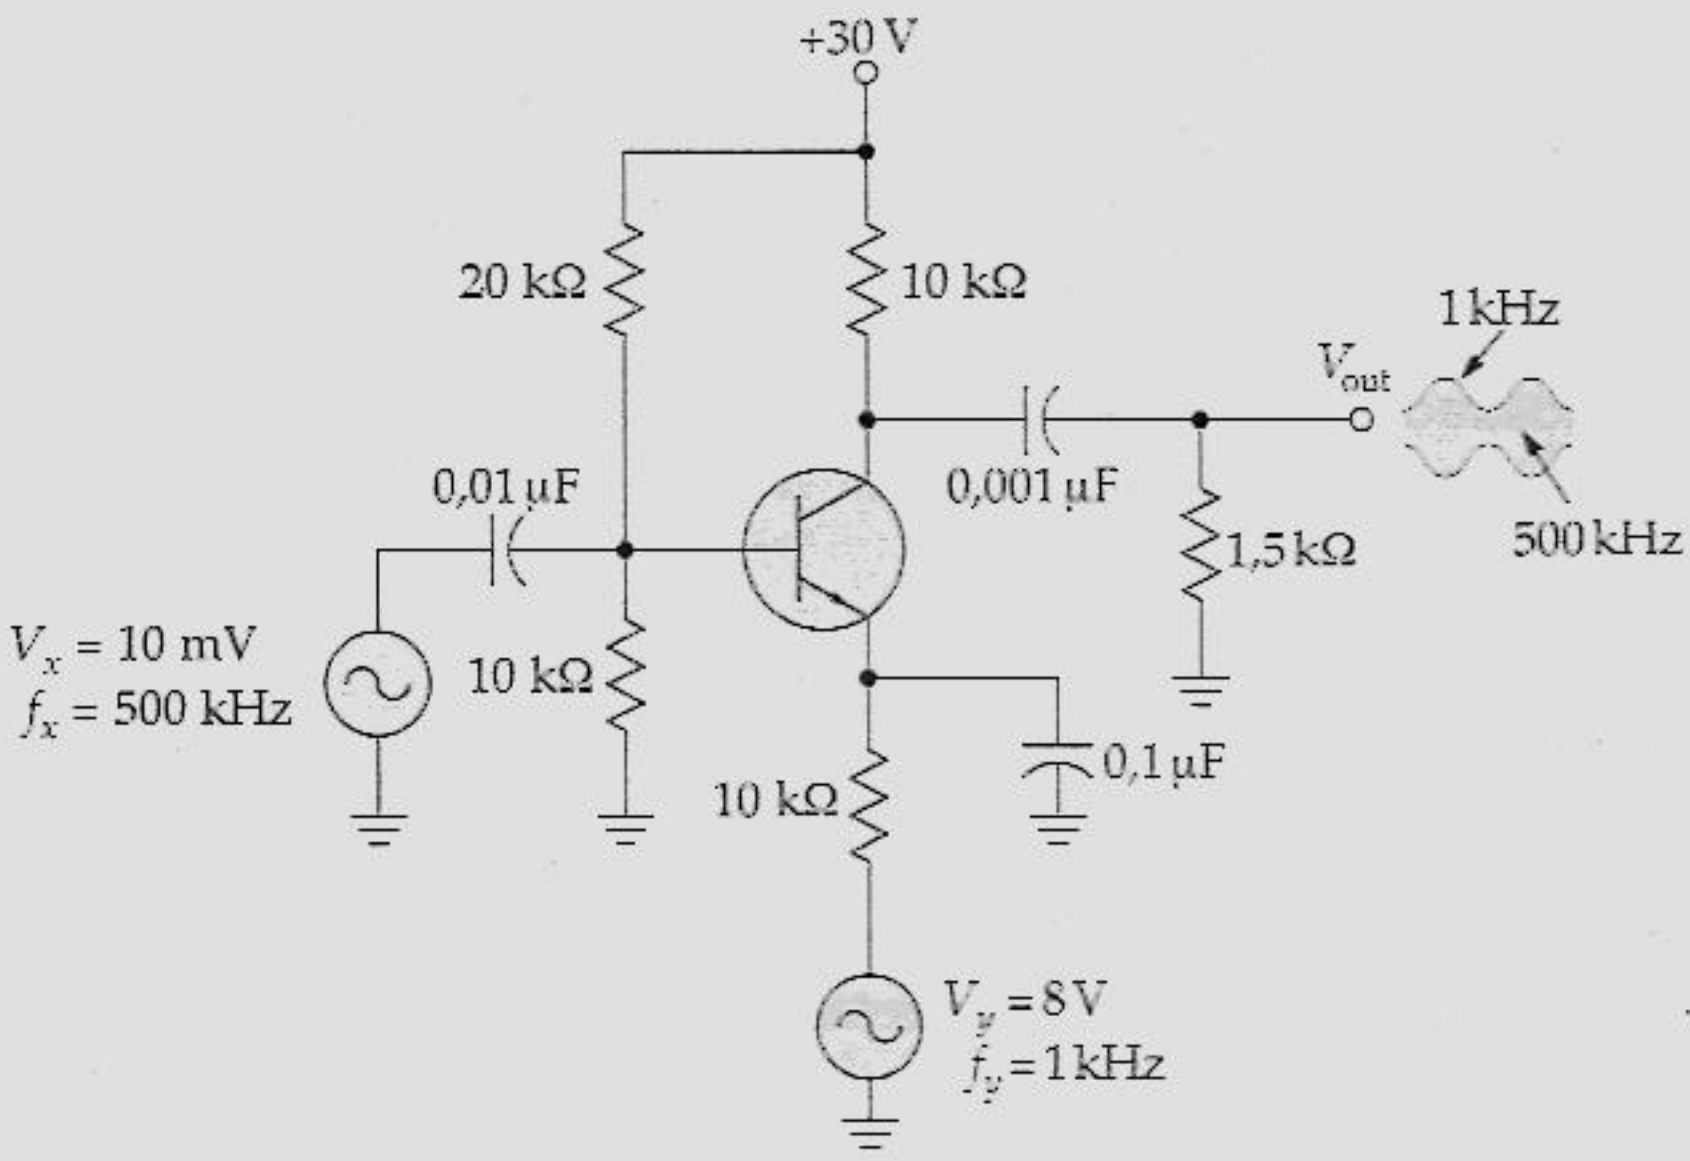 +30 V
20 kΩ
10 kΩ
1 kHz
V_out
0,01 µF
0,001 µF
500 kHz
1,5 kΩ
V_x = 10 mV
f_x = 500 kHz
10 kΩ
10 kΩ
0,1 µF
V_y = 8 V
f_y = 1 kHz